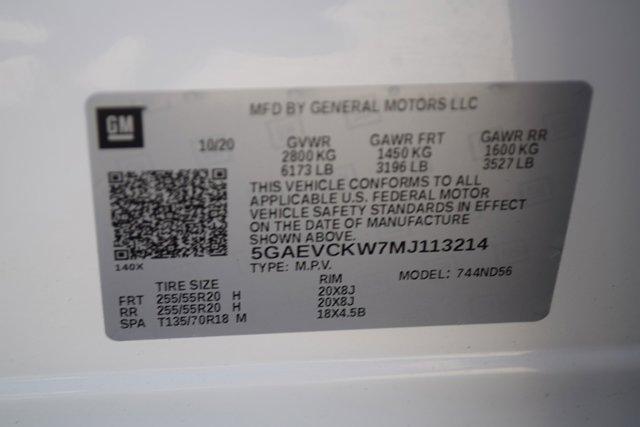 GM
MFD BY GENERAL MOTORS LLC
10/20 GVWR GAWR FRT GAWR RR
2800 KG 1450 KG 1600 KG
6173 LB 3196 LB 3527 LB
THIS VEHICLE CONFORMS TO ALL
APPLICABLE U.S. FEDERAL MOTOR
VEHICLE SAFETY STANDARDS IN EFFECT
ON THE DATE OF MANUFACTURE
SHOWN ABOVE.
140X 5GAEVCKW7MJ113214
TYPE: M.P.V. MODEL: 744ND56
TIRE SIZE RIM
FRT 255/55R20 H 20X8J
RR 255/55R20 H 20X8J
SPA T135/70R18 M 18X4.5B